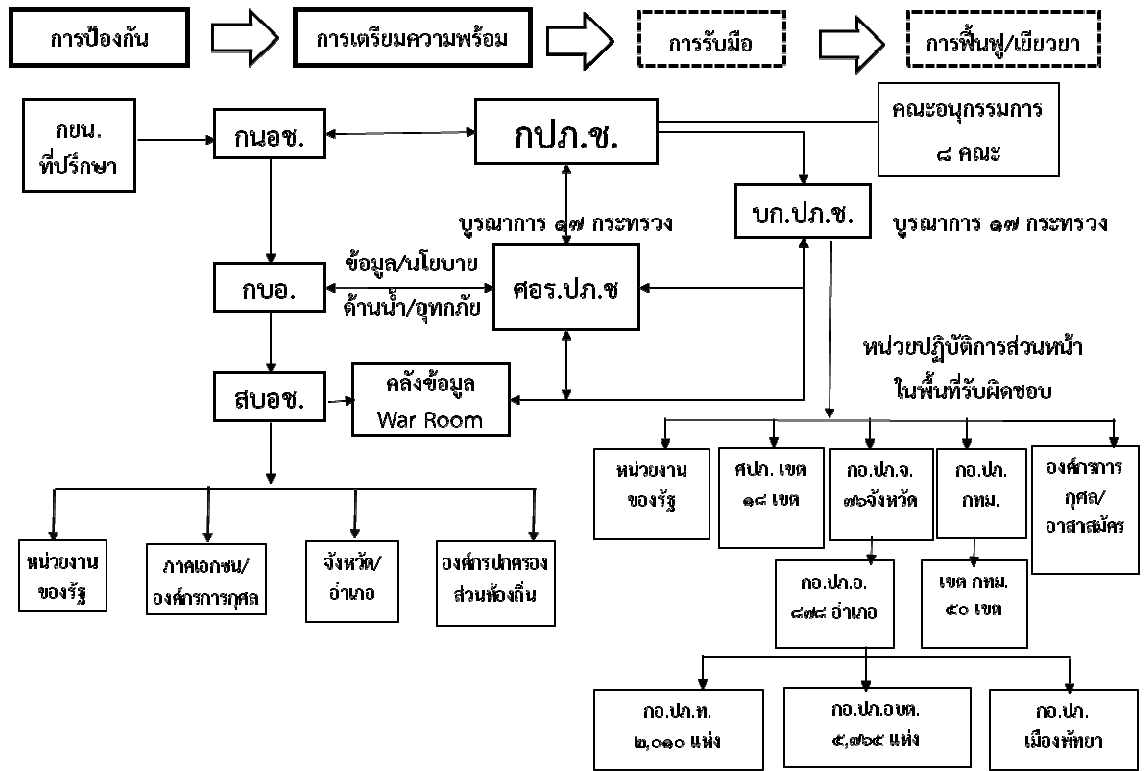 การป้องกัน
การเตรียมความพร้อม
การรับมือ
การฟื้นฟู/เยียวยา
กยน.
ที่ปรึกษา
กนอช.
กปภ.ช.
คณะอนุกรรมการ
๘ คณะ
บก.ปภ.ช.
บูรณาการ ๑๗ กระทรวง
บูรณาการ ๑๗ กระทรวง
กบอ.
ข้อมูล/นโยบาย
ด้านน้ำ/อุทกภัย
ศอร.ปภ.ช
สบอช.
คลังข้อมูล
War Room
หน่วยปฏิบัติการส่วนหน้า
ในพื้นที่รับผิดชอบ
หน่วยงาน
ของรัฐ
ศปภ. เขต
๑๘ เขต
กอ.ปภ.จ.
๗๖จังหวัด
กอ.ปภ.
กทม.
องค์กรการ
กุศล/
อาสาสมัคร
หน่วยงาน
ของรัฐ
ภาคเอกชน/
องค์กรการกุศล
จังหวัด/
อำเภอ
องค์กรปกครอง
ส่วนท้องถิ่น
กอ.ปภ.อ.
๘๗๘ อำเภอ
เขต กทม.
๕๐ เขต
กอ.ปภ.ท.
๒,๐๑๐ แห่ง
กอ.ปภ.อบต.
๕,๗๖๕ แห่ง
กอ.ปภ.
เมืองพัทยา